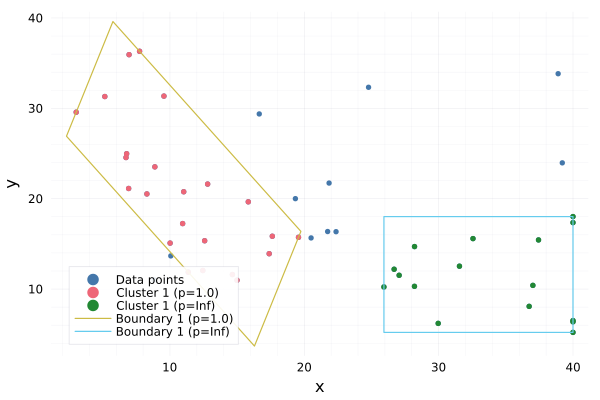 40
30
20
10
y
Data points
Cluster 1 (p=1.0)
Cluster 1 (p=Inf)
Boundary 1 (p=1.0)
Boundary 1 (p=Inf)
10
20
30
40
x